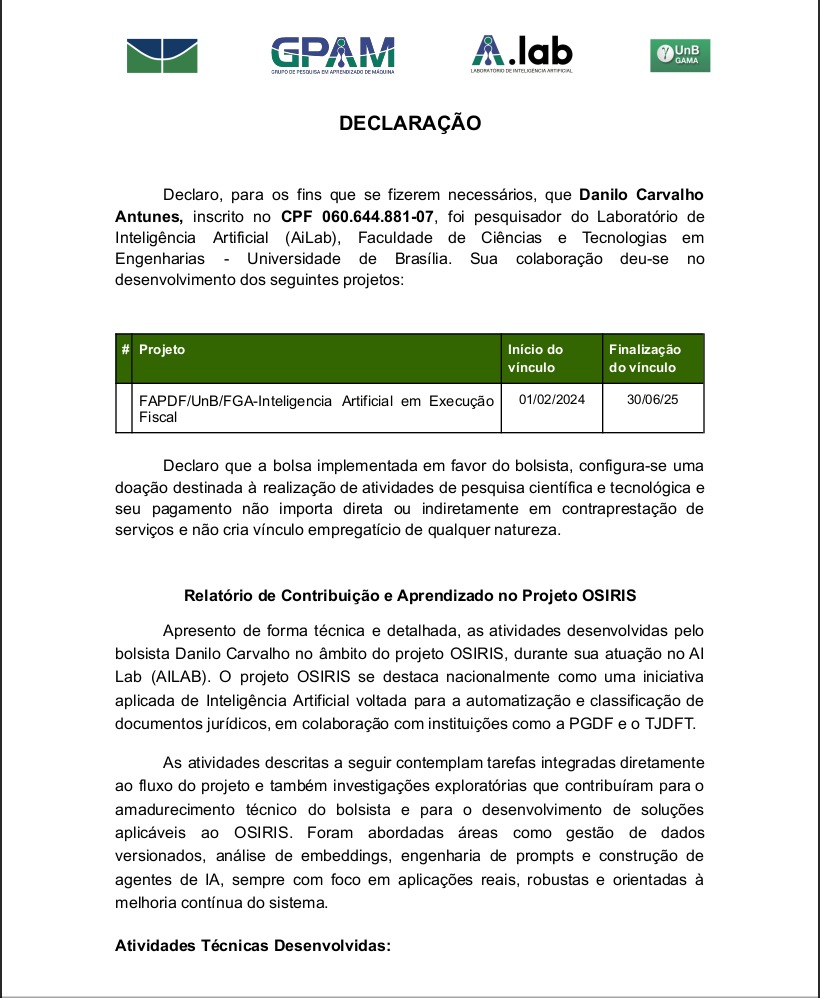 GPAM
GRUPO DE PESQUISA EM APRENDIZADO DE MÁQUINA
A.lab
LABORATÓRIO DE INTELIGÊNCIA ARTIFICIAL
UnB
GAMA
DECLARAÇÃO
Declaro, para os fins que se fizerem necessários, que Danilo Carvalho
Antunes, inscrito no CPF 060.644.881-07, foi pesquisador do Laboratório de
Inteligência Artificial (AiLab), Faculdade de Ciências e Tecnologias em
Engenharias - Universidade de Brasília. Sua colaboração deu-se no
desenvolvimento dos seguintes projetos:
# Projeto Início do vínculo Finalização do vínculo
FAPDF/UnB/FGA-Inteligencia Artificial em Execução Fiscal 01/02/2024 30/06/25
Declaro que a bolsa implementada em favor do bolsista, configura-se uma
doação destinada à realização de atividades de pesquisa científica e tecnológica e
seu pagamento não importa direta ou indiretamente em contraprestação de
serviços e não cria vínculo empregatício de qualquer natureza.
Relatório de Contribuição e Aprendizado no Projeto OSIRIS
Apresento de forma técnica e detalhada, as atividades desenvolvidas pelo
bolsista Danilo Carvalho no âmbito do projeto OSIRIS, durante sua atuação no AI
Lab (AILAB). O projeto OSIRIS se destaca nacionalmente como uma iniciativa
aplicada de Inteligência Artificial voltada para a automatização e classificação de
documentos jurídicos, em colaboração com instituições como a PGDF e o TJDFT.
As atividades descritas a seguir contemplam tarefas integradas diretamente
ao fluxo do projeto e também investigações exploratórias que contribuíram para o
amadurecimento técnico do bolsista e para o desenvolvimento de soluções
aplicáveis ao OSIRIS. Foram abordadas áreas como gestão de dados
versionados, análise de embeddings, engenharia de prompts e construção de
agentes de IA, sempre com foco em aplicações reais, robustas e orientadas à
melhoria contínua do sistema.
Atividades Técnicas Desenvolvidas: